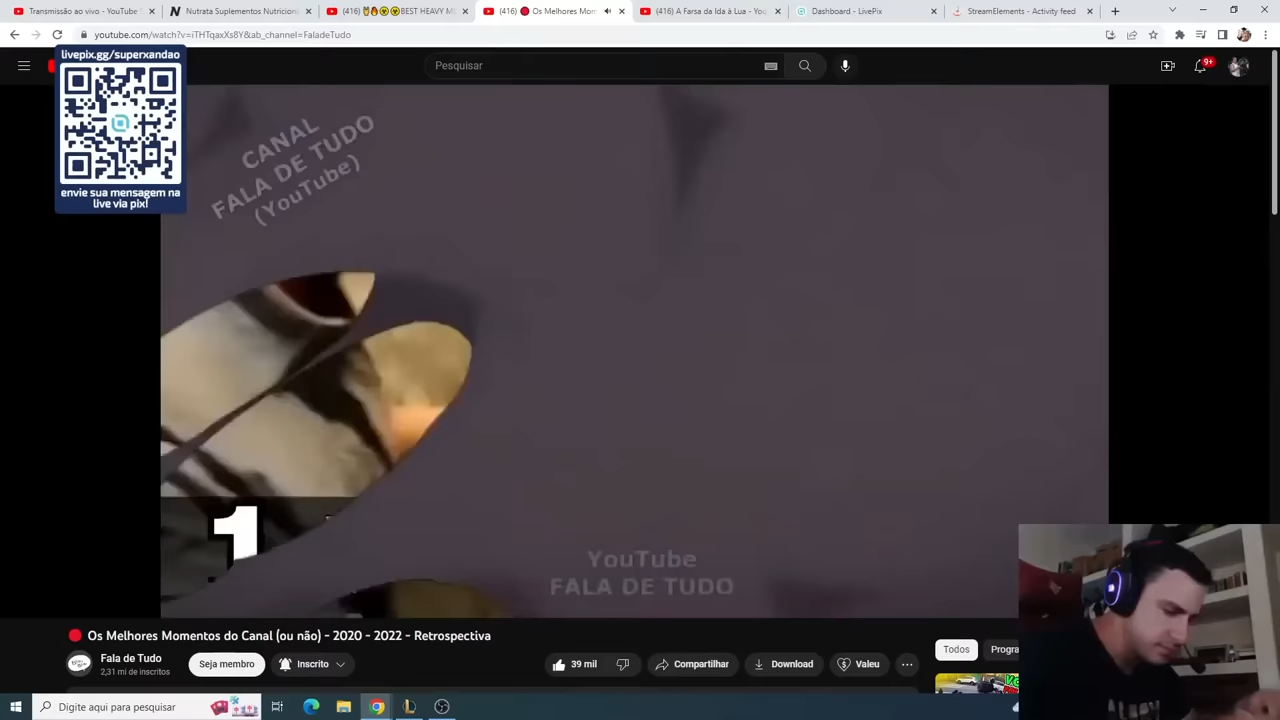 Transmissão ao vivo - YouTube S
Nutrata Suplementos Nutricion
(416) BEST HEAVY MU
(416) Os Melhores Mom
(416) A Farsa da Ida à Lua - You
Dashboard - LivePix
StreamElements - Activity feed
youtube.com/watch?v=iTHTqaxXs8Y&ab_channel=FaladeTudo
livepix.gg/superxandao
envie sua mensagem na
live via pix!
Pesquisar
9+
CANAL
FALA DE TUDO
(YouTube)
1
YouTube
FALA DE TUDO
Os Melhores Momentos do Canal (ou não) - 2020 - 2022 - Retrospectiva
Fala de Tudo
2,31 mi de inscritos
Seja membro
Inscrito
39 mil
Compartilhar
Download
Valeu
Todos
Progra
Digite aqui para pesquisar